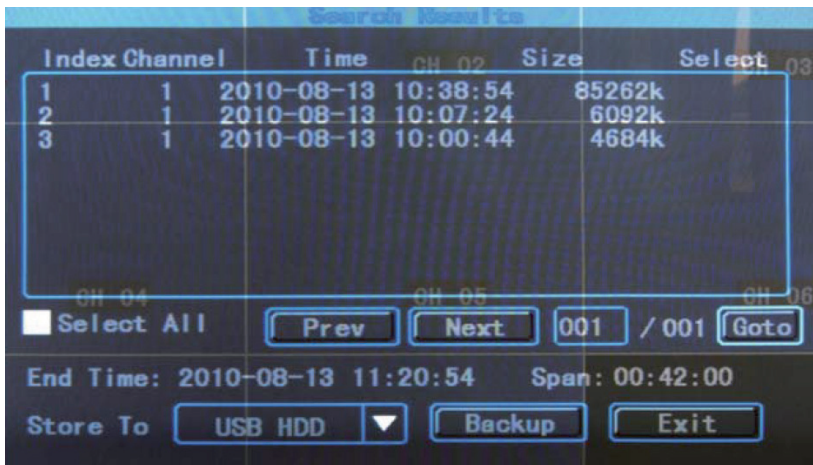 Search Results
Index Channel Time Size Select
CH 02 CH 03
1 1 2010-08-13 10:38:54 85262k
2 1 2010-08-13 10:07:24 6092k
3 1 2010-08-13 10:00:44 4684k
CH 04 CH 05 CH 06
Select All Prev Next 001 /001 Goto
End Time: 2010-08-13 11:20:54 Span: 00:42:00
Store To USB HDD Backup Exit